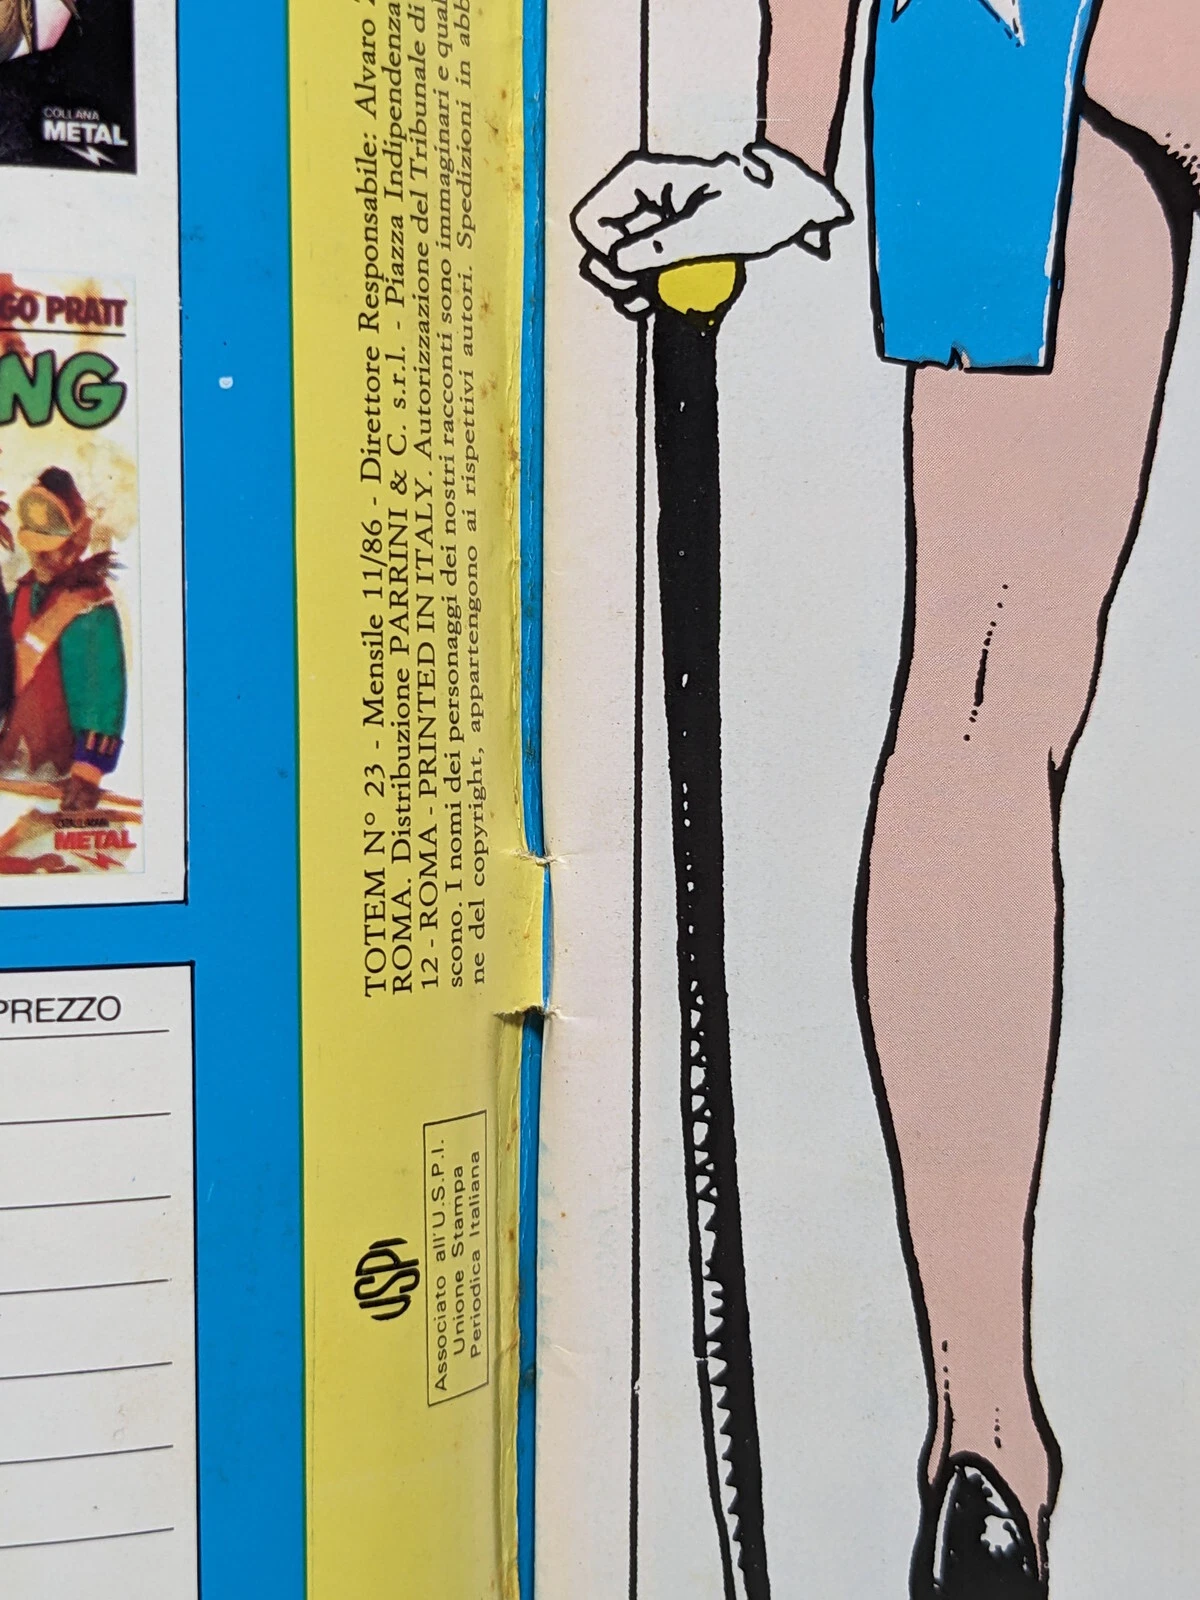 COLLANA
METAL
GO PRATT
NG
METAL
PREZZO
TOTEM N° 23 - Mensile 11/86 - Direttore Responsabile: Alvaro
ROMA. Distribuzione PARRINI & C. s.r.l. - Piazza Indipendenza
12 - ROMA - PRINTED IN ITALY. Autorizzazione del Tribunale di
scono. I nomi dei personaggi dei nostri racconti sono immaginari e qual
ne del copyright, appartengono ai rispettivi autori. Spedizioni in abb
USPI
Associato all'U.S.P.I.
Unione Stampa
Periodica Italiana